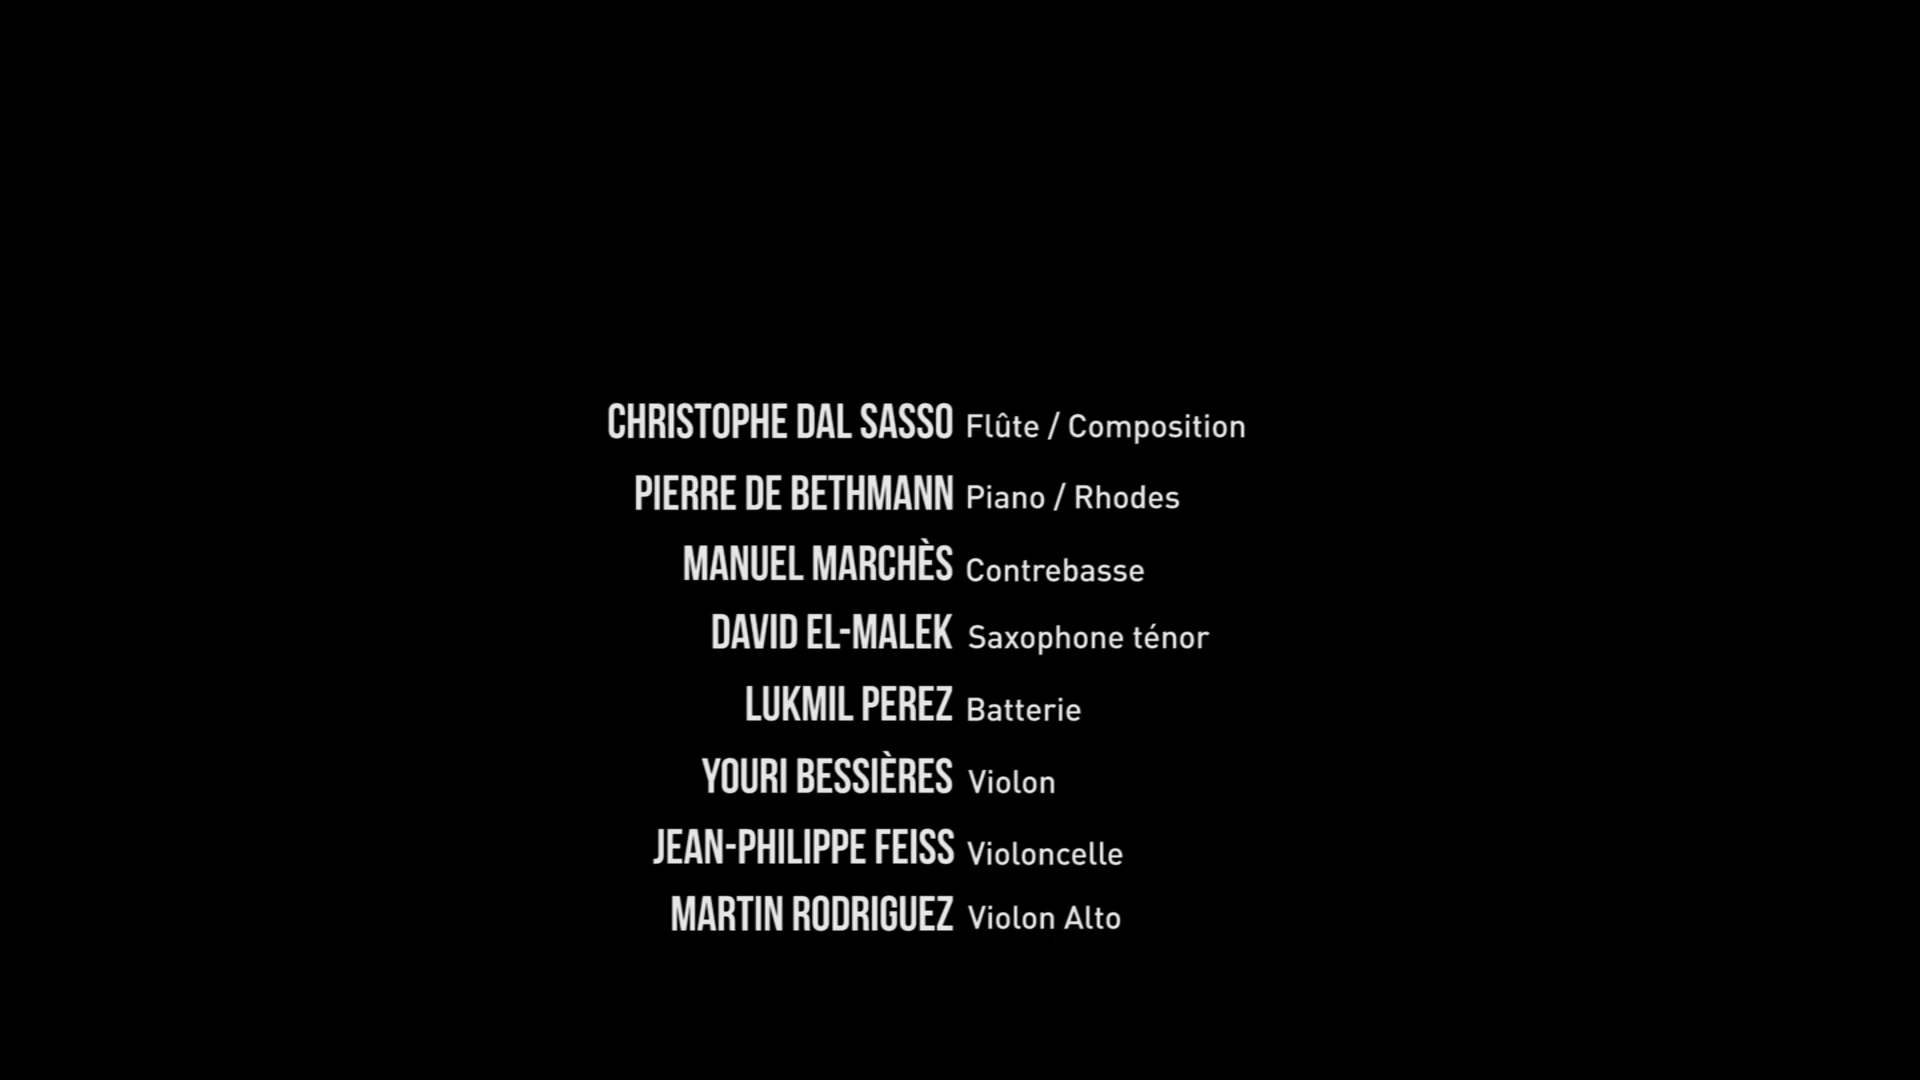 CHRISTOPHE DAL SASSO Flûte / Composition
PIERRE DE BETHMANN Piano / Rhodes
MANUEL MARCHÈS Contrebasse
DAVID EL-MALEK Saxophone ténor
LUKMIL PEREZ Batterie
YOURI BESSIÈRES Violon
JEAN-PHILIPPE FEISS Violoncelle
MARTIN RODRIGUEZ Violon Alto